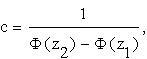 c = 1 / (Φ(z₂) − Φ(z₁)),